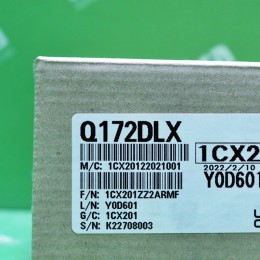 Q172DLX
M/C: 1CX20122021001
1CX2
2022/2/10
Y0D601
F/N: 1CX201ZZ2ARMF
L/N: Y0D601
G/C: 1CX201
S/N: K22708003